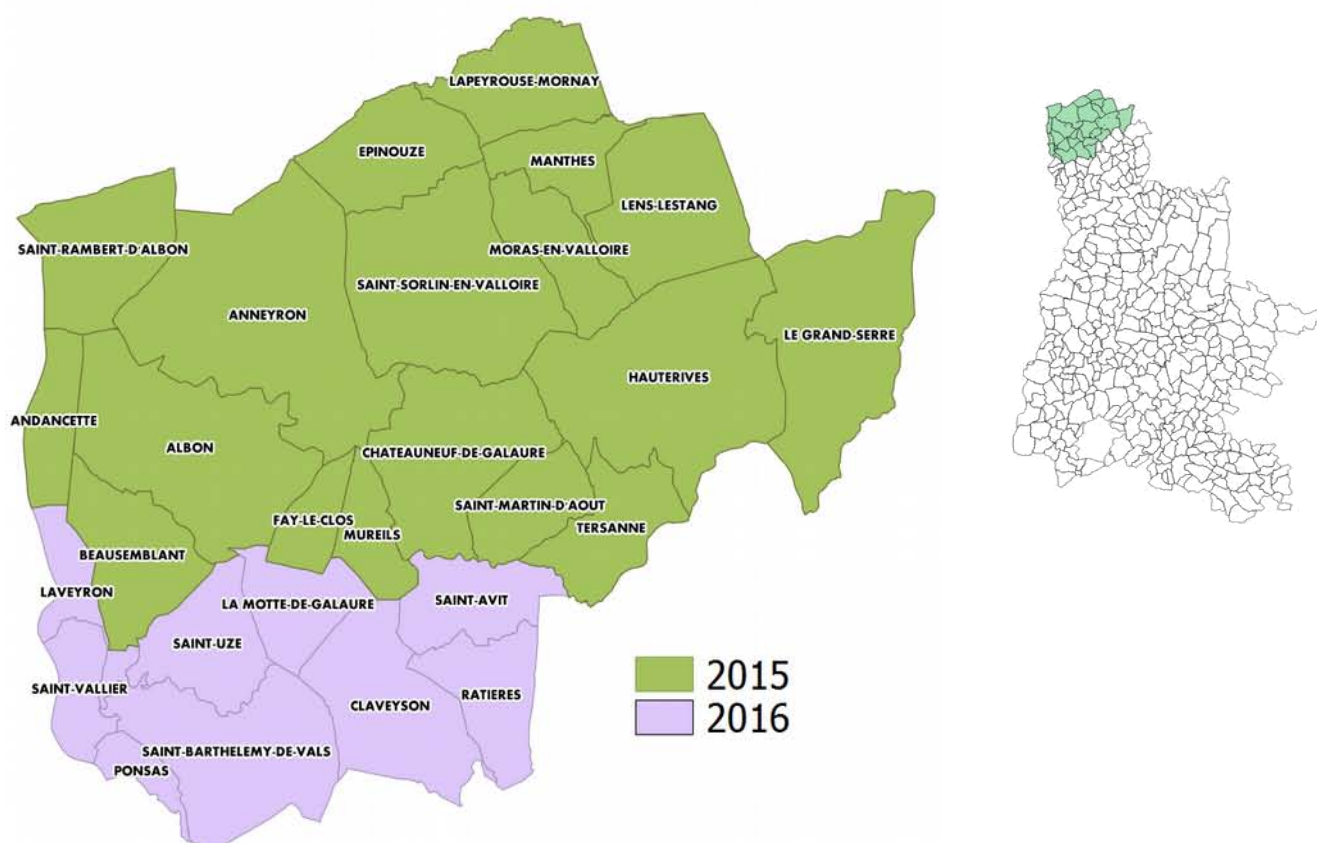 LAPEYROUSE-MORNAY
EPINOUZE
MANTHES
LENS-LESTANG
SAINT-RAMBERT-D'ALBON
MORAS-EN-VALLOIRE
SAINT-SORLIN-EN-VALLOIRE
ANNEYRON
LE GRAND-SERRE
HAUTERIVES
ANDANCETTE
ALBON
CHATEAUNEUF-DE-GALAURE
SAINT-MARTIN-D'AOUT
FAY-LE-CLOS
TERSANNE
MUREILS
BEAUSEMBLANT
LAVEYRON
LA MOTTE-DE-GALAURE
SAINT-AVIT
SAINT-UZE
SAINT-VALLIER
RATIERES
CLAVEYSON
SAINT-BARTHELEMY-DE-VALS
PONSAS
2015
2016